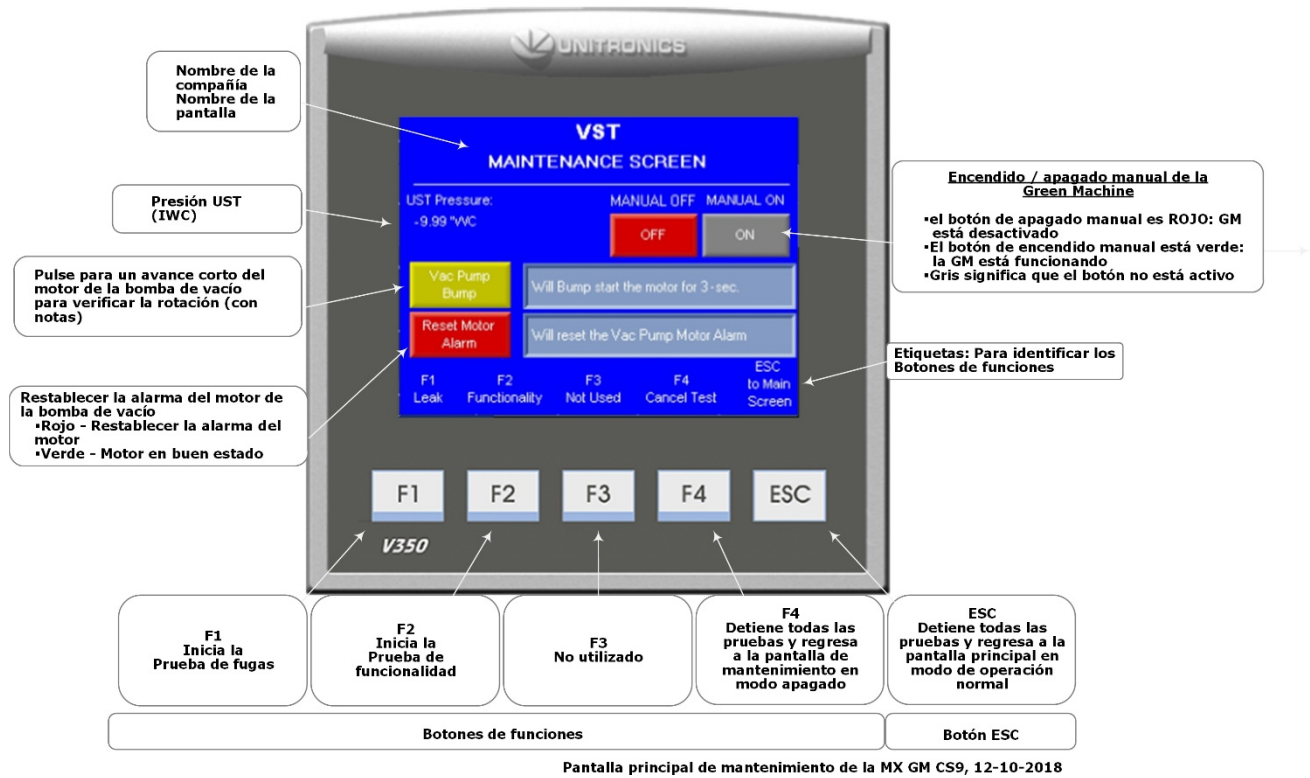 UNITRONICS
Nombre de la
compañía
Nombre de la
pantalla
VST
MAINTENANCE SCREEN
Presión UST
(IWC)
UST Pressure:
-9.99 "WC
MANUAL OFF MANUAL ON
OFF
ON
Encendido / apagado manual de la
Green Machine
▪el botón de apagado manual es ROJO: GM
está desactivado
▪El botón de encendido manual está verde:
la GM está funcionando
▪Gris significa que el botón no está activo
Pulse para un avance corto del
motor de la bomba de vacío
para verificar la rotación (con
notas)
Vac Pump
Bump
Will Bump start the motor for 3-sec.
Reset Motor
Alarm
Will reset the Vac Pump Motor Alarm
Etiquetas: Para identificar los
Botones de funciones
Restablecer la alarma del motor de
la bomba de vacío
▪Rojo - Restablecer la alarma del
motor
▪Verde - Motor en buen estado
F1
Leak
F2
Functionality
F3
Not Used
F4
Cancel Test
ESC
to Main
Screen
F1
F2
F3
F4
ESC
V350
F1
Inicia la
Prueba de fugas
F2
Inicia la
Prueba de
funcionalidad
F3
No utilizado
F4
Detiene todas las
pruebas y regresa
a la pantalla de
mantenimiento en
modo apagado
ESC
Detiene todas las
pruebas y regresa a la
pantalla principal en
modo de operación
normal
Botones de funciones
Botón ESC
Pantalla principal de mantenimiento de la MX GM CS9, 12-10-2018